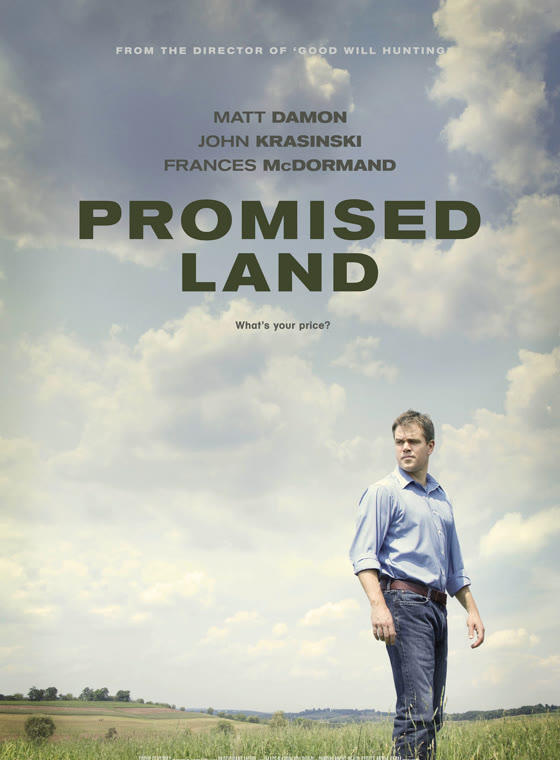 FROM THE DIRECTOR OF ‘GOOD WILL HUNTING’
MATT DAMON
JOHN KRASINSKI
FRANCES McDORMAND
PROMISED
LAND
What's your price?